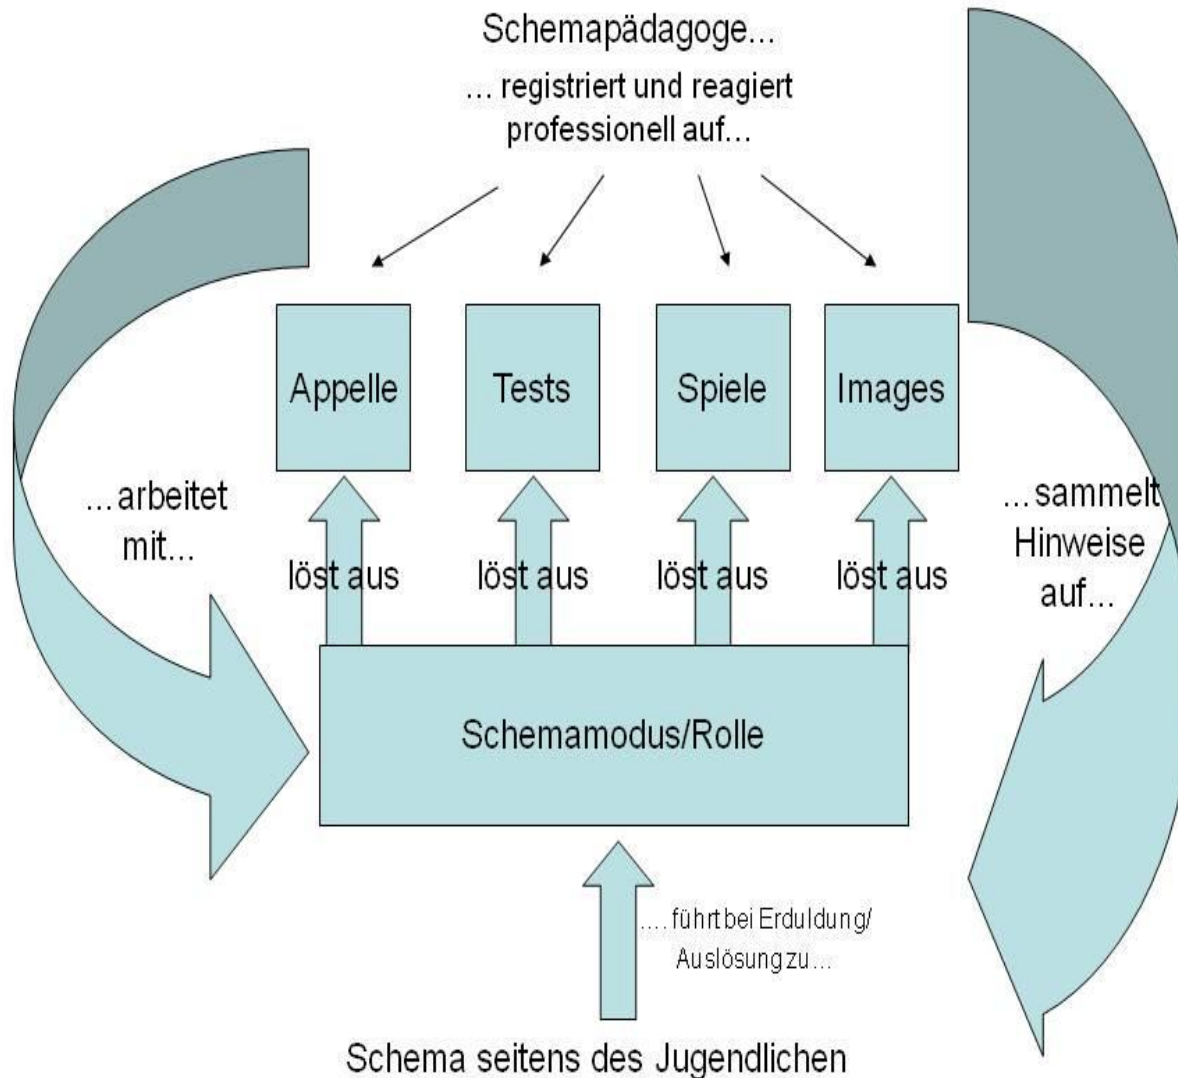 Schemapädagoge…
… registriert und reagiert
professionell auf…
Appelle
Tests
Spiele
Images
…arbeitet
mit…
…sammelt
Hinweise
auf…
löst aus
löst aus
löst aus
löst aus
Schemamodus/Rolle
….führt bei Erduldung/
Auslösung zu…
Schema seitens des Jugendlichen